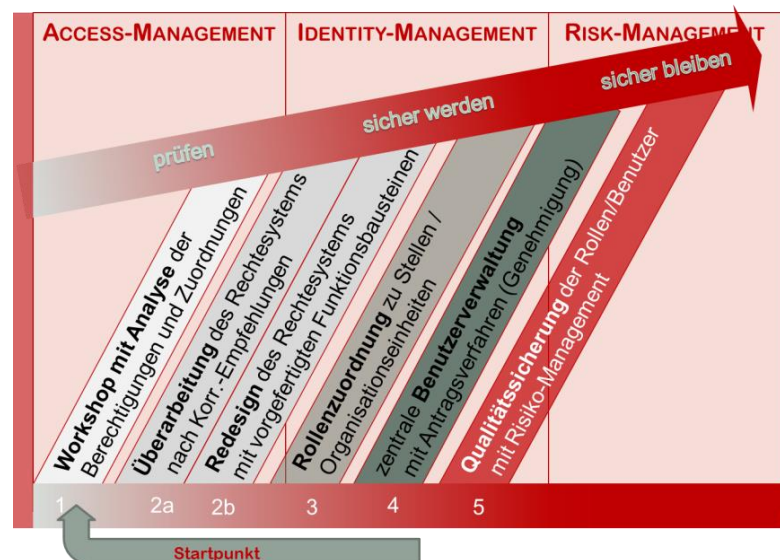 ACCESS-MANAGEMENT
IDENTITY-MANAGEMENT
RISK-MANAGEMENT
prüfen
sicher werden
sicher bleiben
Workshop mit Analyse der
Berechtigungen und Zuordnungen
Überarbeitung des Rechtesystems
nach Korr.-Empfehlungen
Redesign des Rechtesystems
mit vorgefertigten Funktionsbausteinen
Rollenzuordnung zu Stellen /
Organisationseinheiten
zentrale Benutzerverwaltung
mit Antragsverfahren (Genehmigung)
Qualitätssicherung der Rollen/Benutzer
mit Risiko-Management
1
2a
2b
3
4
5
Startpunkt